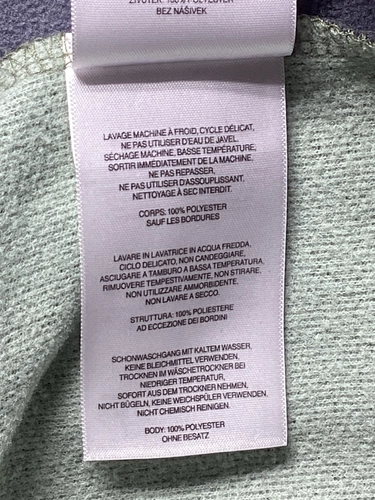 ŽIVOTEK: 100% POLYESTER
BEZ NÁŠIVEK
LAVAGE MACHINE À FROID, CYCLE DÉLICAT,
NE PAS UTILISER D'EAU DE JAVEL.
SÉCHAGE MACHINE, BASSE TEMPÉRATURE,
SORTIR IMMÉDIATEMENT DE LA MACHINE.
NE PAS REPASSER,
NE PAS UTILISER D'ASSOUPLISSANT.
NETTOYAGE À SEC INTERDIT.
CORPS: 100% POLYESTER
SAUF LES BORDURES
LAVARE IN LAVATRICE IN ACQUA FREDDA,
CICLO DELICATO, NON CANDEGGIARE,
ASCIUGARE A TAMBURO A BASSA TEMPERATURA,
RIMUOVERE TEMPESTIVAMENTE, NON STIRARE,
NON UTILIZZARE AMMORBIDENTE.
NON LAVARE A SECCO.
STRUTTURA: 100% POLIESTERE
AD ECCEZIONE DEI BORDINI
SCHONWASCHGANG MIT KALTEM WASSER,
KEINE BLEICHMITTEL VERWENDEN,
TROCKNEN IM WÄSCHETROCKNER BEI
NIEDRIGER TEMPERATUR,
SOFORT AUS DEM TROCKNER NEHMEN,
NICHT BÜGELN, KEINE WEICHSPÜLER VERWENDEN,
NICHT CHEMISCH REINIGEN.
BODY: 100% POLYESTER
OHNE BESATZ